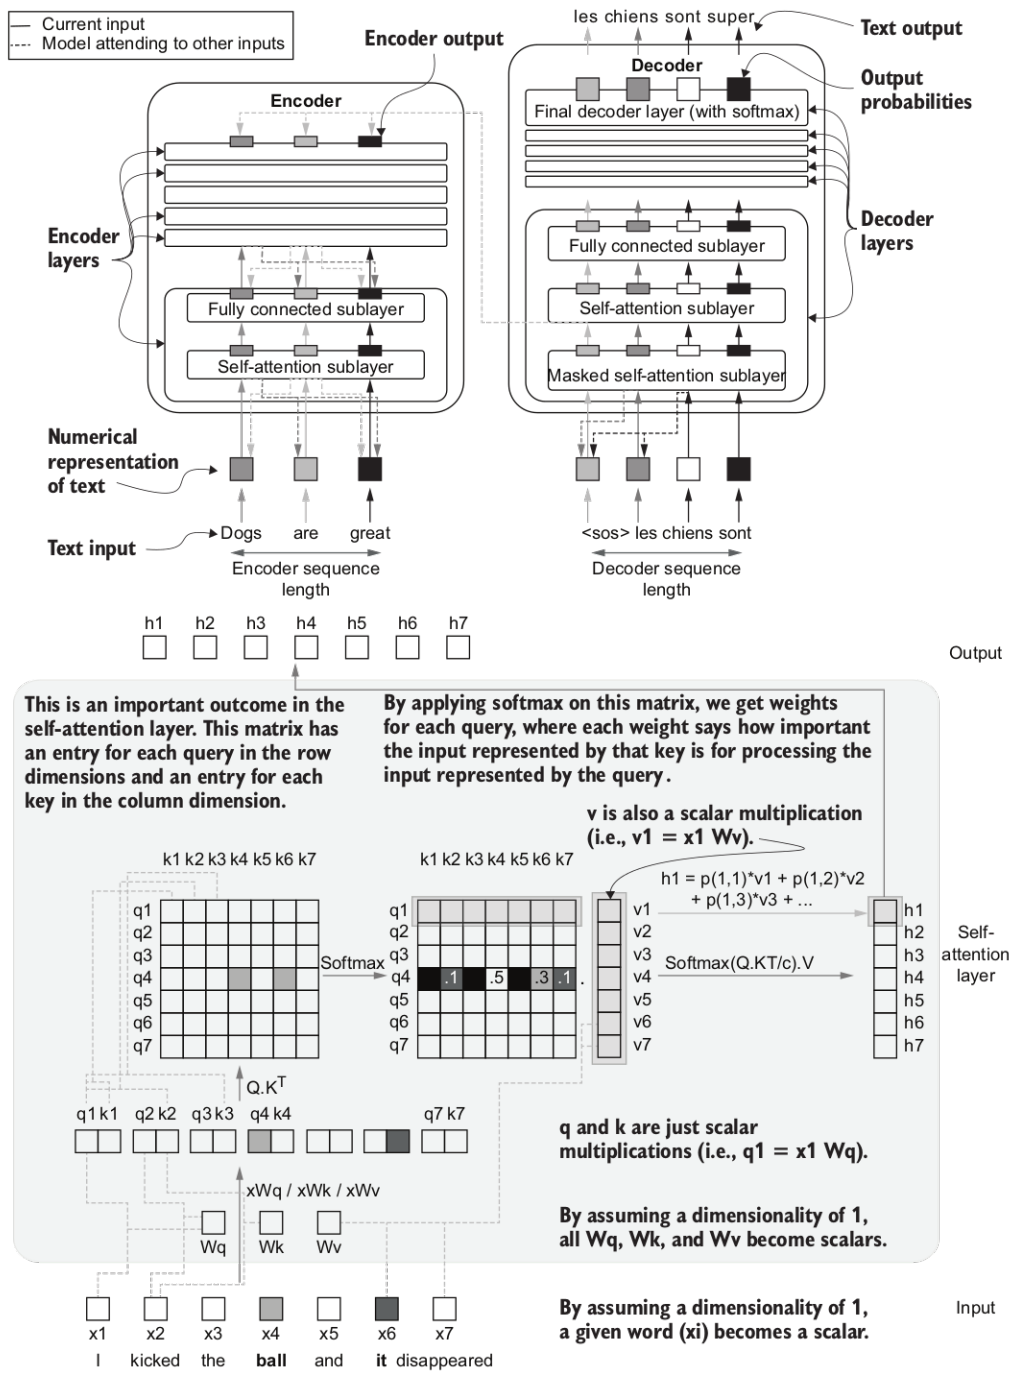 Current input
Model attending to other inputs
Encoder output
les chiens sont super
Text output
Decoder
Output
probabilities
Final decoder layer (with softmax)
Encoder
Encoder
layers
Fully connected sublayer
Self-attention sublayer
Decoder
layers
Fully connected sublayer
Self-attention sublayer
Masked self-attention sublayer
Numerical
representation
of text
Text input
Dogs are great
Encoder sequence
length
<sos> les chiens sont
Decoder sequence
length
h1 h2 h3 h4 h5 h6 h7
Output
This is an important outcome in the
self-attention layer. This matrix has
an entry for each query in the row
dimensions and an entry for each
key in the column dimension.
By applying softmax on this matrix, we get weights
for each query, where each weight says how important
the input represented by that key is for processing the
input represented by the query.
v is also a scalar multiplication
(i.e., v1 = x1 Wv).
k1 k2 k3 k4 k5 k6 k7
q1
q2
q3
q4
q5
q6
q7
Softmax
k1 k2 k3 k4 k5 k6 k7
q1
q2
q3
q4 .1 .5 .3 .1 .
q5
q6
q7
v1
v2
v3
v4
v5
v6
v7
h1 = p(1,1)*v1 + p(1,2)*v2
+ p(1,3)*v3 + ...
Softmax(Q.KT/c).V
h1
h2
h3
h4
h5
h6
h7
Self-
attention
layer
Q.K^T
q1 k1 q2 k2 q3 k3 q4 k4 q7 k7
q and k are just scalar
multiplications (i.e., q1 = x1 Wq).
xWq / xWk / xWv
Wq Wk Wv
By assuming a dimensionality of 1,
all Wq, Wk, and Wv become scalars.
By assuming a dimensionality of 1,
a given word (xi) becomes a scalar.
Input
x1 x2 x3 x4 x5 x6 x7
I kicked the ball and it disappeared